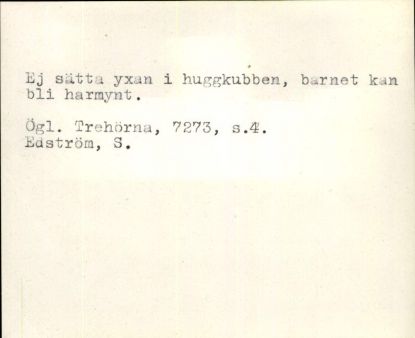 Ej sätta yxan i huggkubben, barnet kan
bli harmynt.
Ögl. Trehörna, 7273, s.4.
Edström, S.